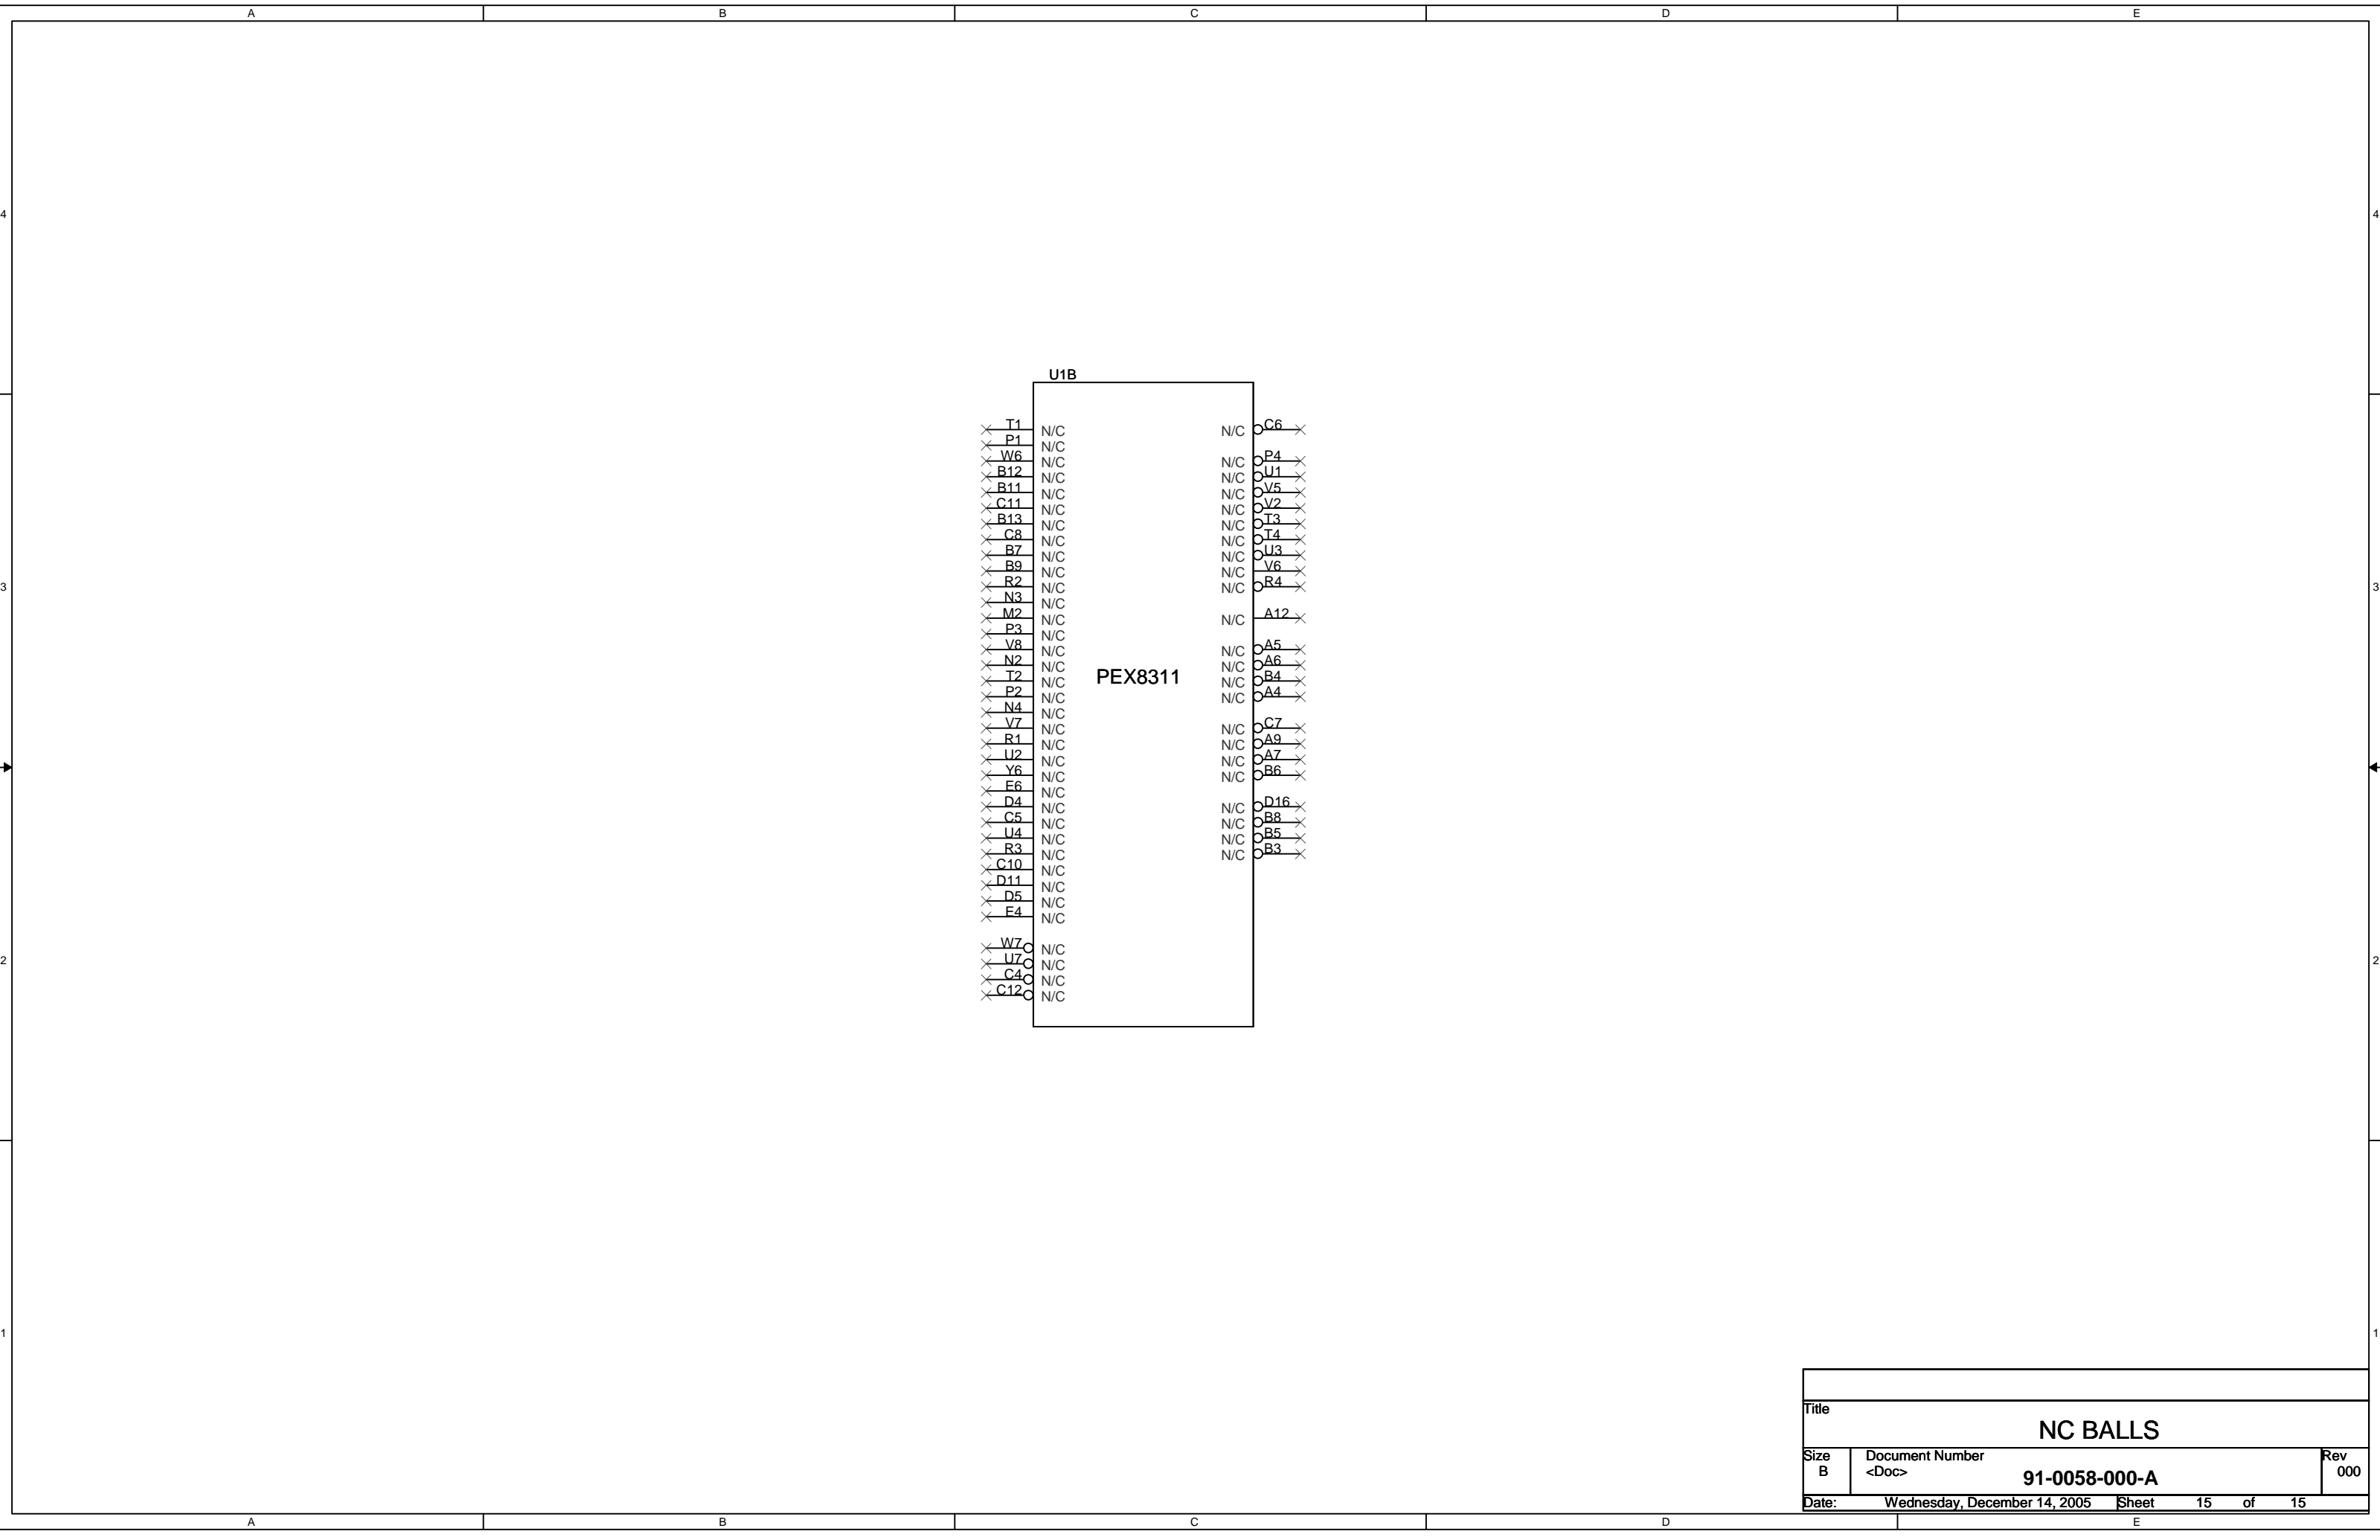 A B C D E
4 4
U1B
T1 N/C N/C C6
P1 N/C
W6 N/C N/C P4
B12 N/C N/C U1
B11 N/C N/C V5
C11 N/C N/C V2
B13 N/C N/C T3
C8 N/C N/C T4
B7 N/C N/C U3
B9 N/C N/C V6
3 R2 N/C N/C R4 3
N3 N/C
M2 N/C N/C A12
P3 N/C
V8 N/C N/C A5
N2 N/C N/C A6
T2 N/C PEX8311 N/C B4
P2 N/C N/C A4
N4 N/C
V7 N/C N/C C7
R1 N/C N/C A9
U2 N/C N/C A7
Y6 N/C N/C B6
E6 N/C
D4 N/C N/C D16
C5 N/C N/C B8
U4 N/C N/C B5
R3 N/C N/C B3
C10 N/C
D11 N/C
D5 N/C
E4 N/C
W7 N/C
2 U7 N/C 2
C4 N/C
C12 N/C
1 1
Title
NC BALLS
Size Document Number Rev
B <Doc> 91-0058-000-A 000
Date: Wednesday, December 14, 2005 Sheet 15 of 15
A B C D E